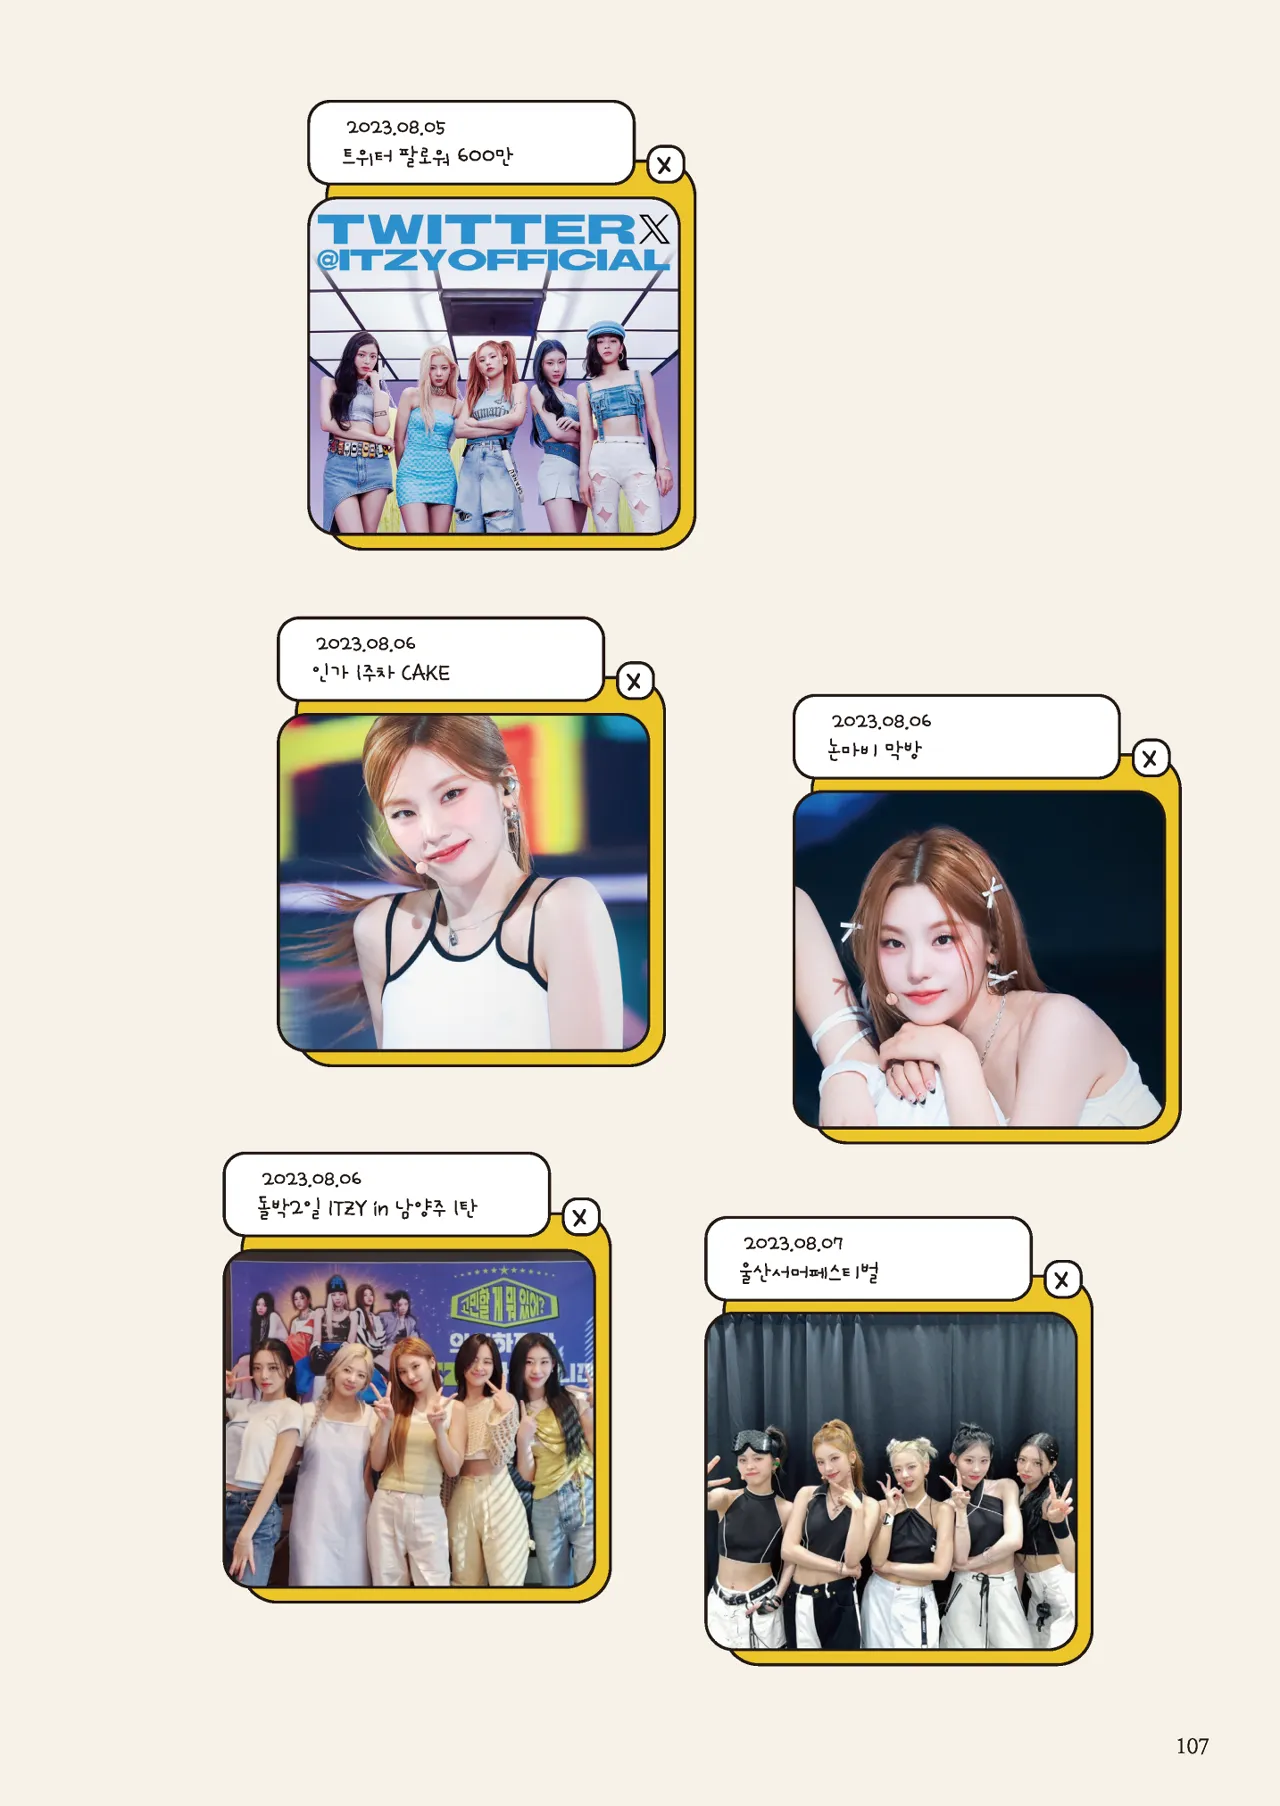 2023.08.05
트위터 팔로워 600만
X
TWITTER X
@ITZYOFFICIAL
2023.08.06
인가 1주차 CAKE
X
2023.08.06
논마비 막방
X
2023.08.06
돌박2일 ITZY in 남양주 1탄
X
고민할 게 뭐 있어?
2023.08.07
울산서머페스티벌
X
107